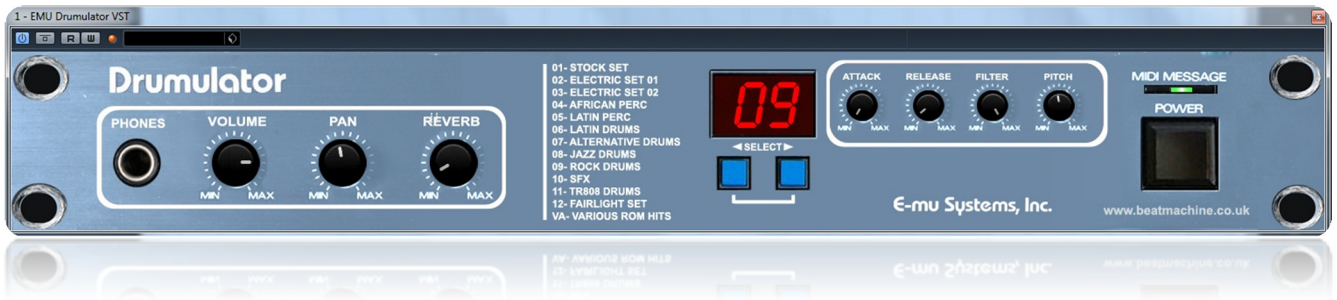 1 - EMU Drumulator VST
R W
Drumulator
PHONES
VOLUME
MIN MAX
PAN
MIN MAX
REVERB
MIN MAX
01- STOCK SET
02- ELECTRIC SET 01
03- ELECTRIC SET 02
04- AFRICAN PERC
05- LATIN PERC
06- LATIN DRUMS
07- ALTERNATIVE DRUMS
08- JAZZ DRUMS
09- ROCK DRUMS
10- SFX
11- TR808 DRUMS
12- FAIRLIGHT SET
VA- VARIOUS ROM HITS
09
◄SELECT►
ATTACK
MIN MAX
RELEASE
MIN MAX
FILTER
MIN MAX
PITCH
MIN MAX
E-mu Systems, Inc.
MIDI MESSAGE
POWER
www.beatmachine.co.uk